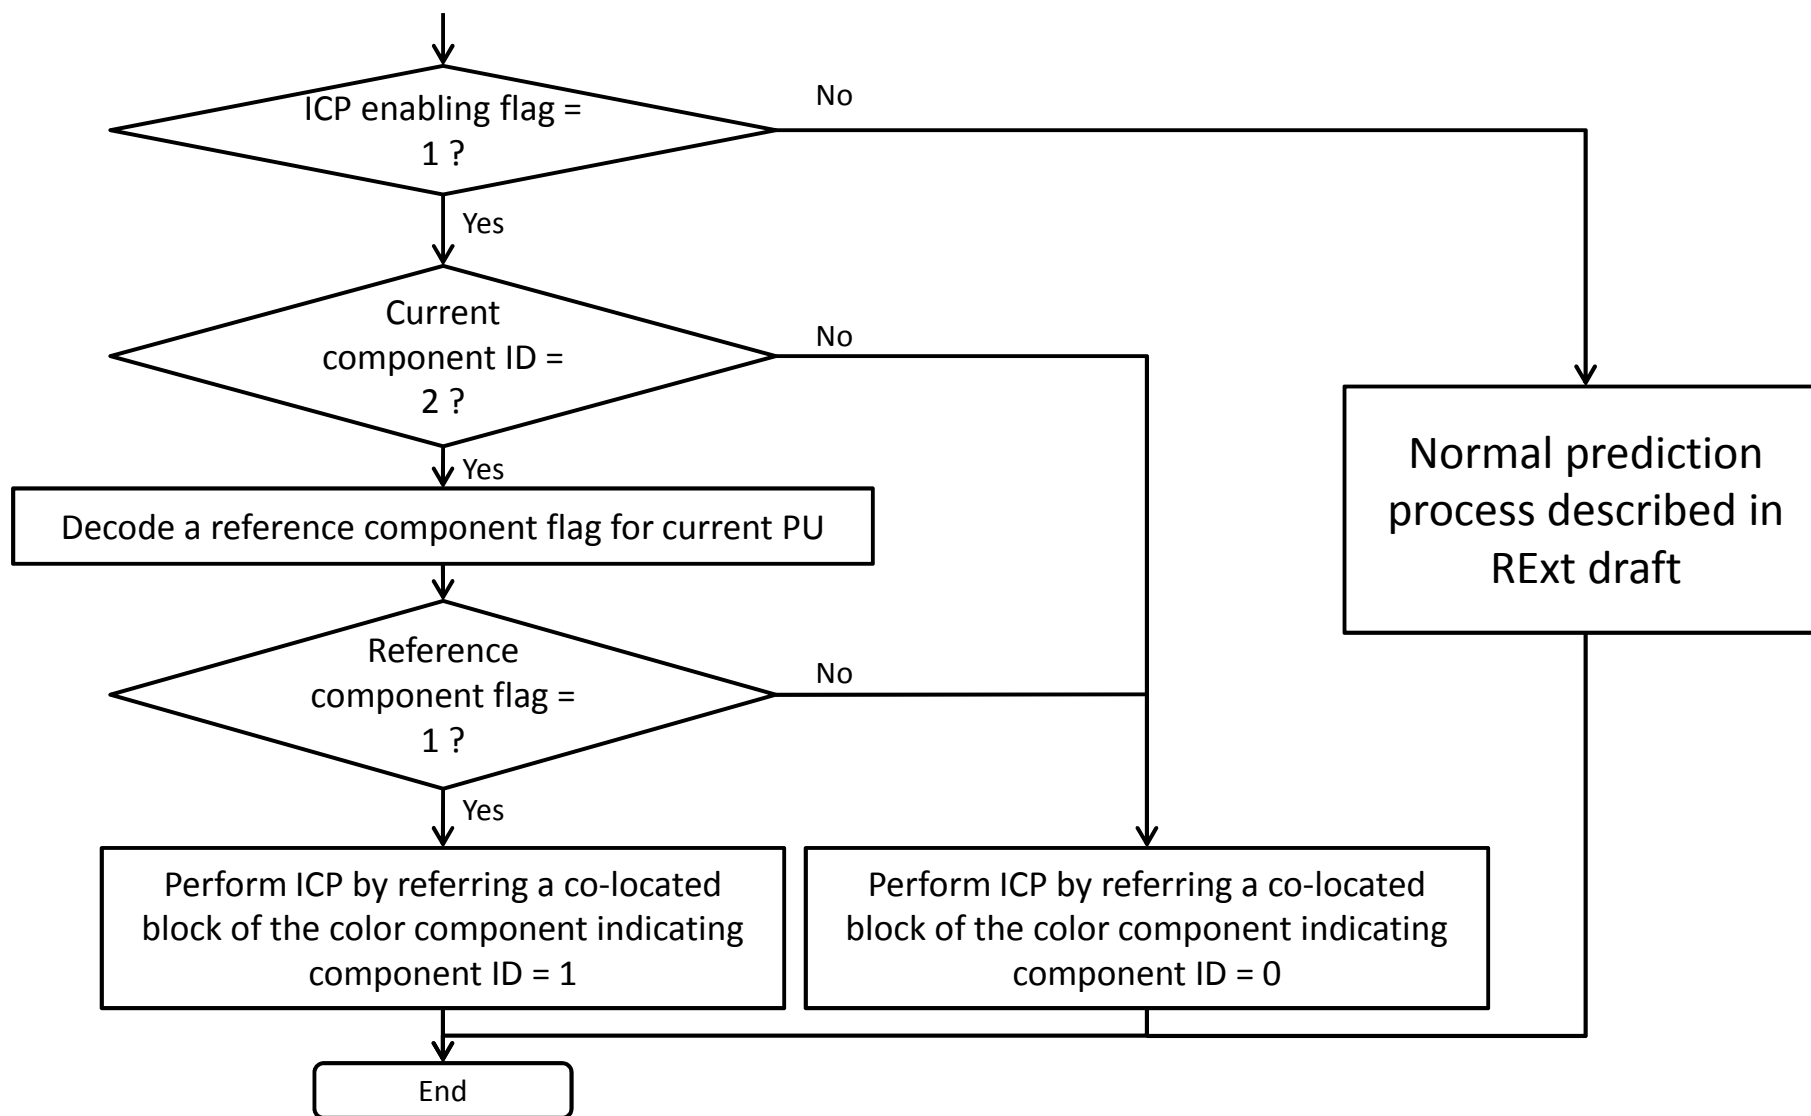 ICP enabling flag =
1 ?
No
Yes
Current
component ID =
2 ?
No
Yes
Decode a reference component flag for current PU
Normal prediction
process described in
RExt draft
Reference
component flag =
1 ?
No
Yes
Perform ICP by referring a co-located
block of the color component indicating
component ID = 1
Perform ICP by referring a co-located
block of the color component indicating
component ID = 0
End